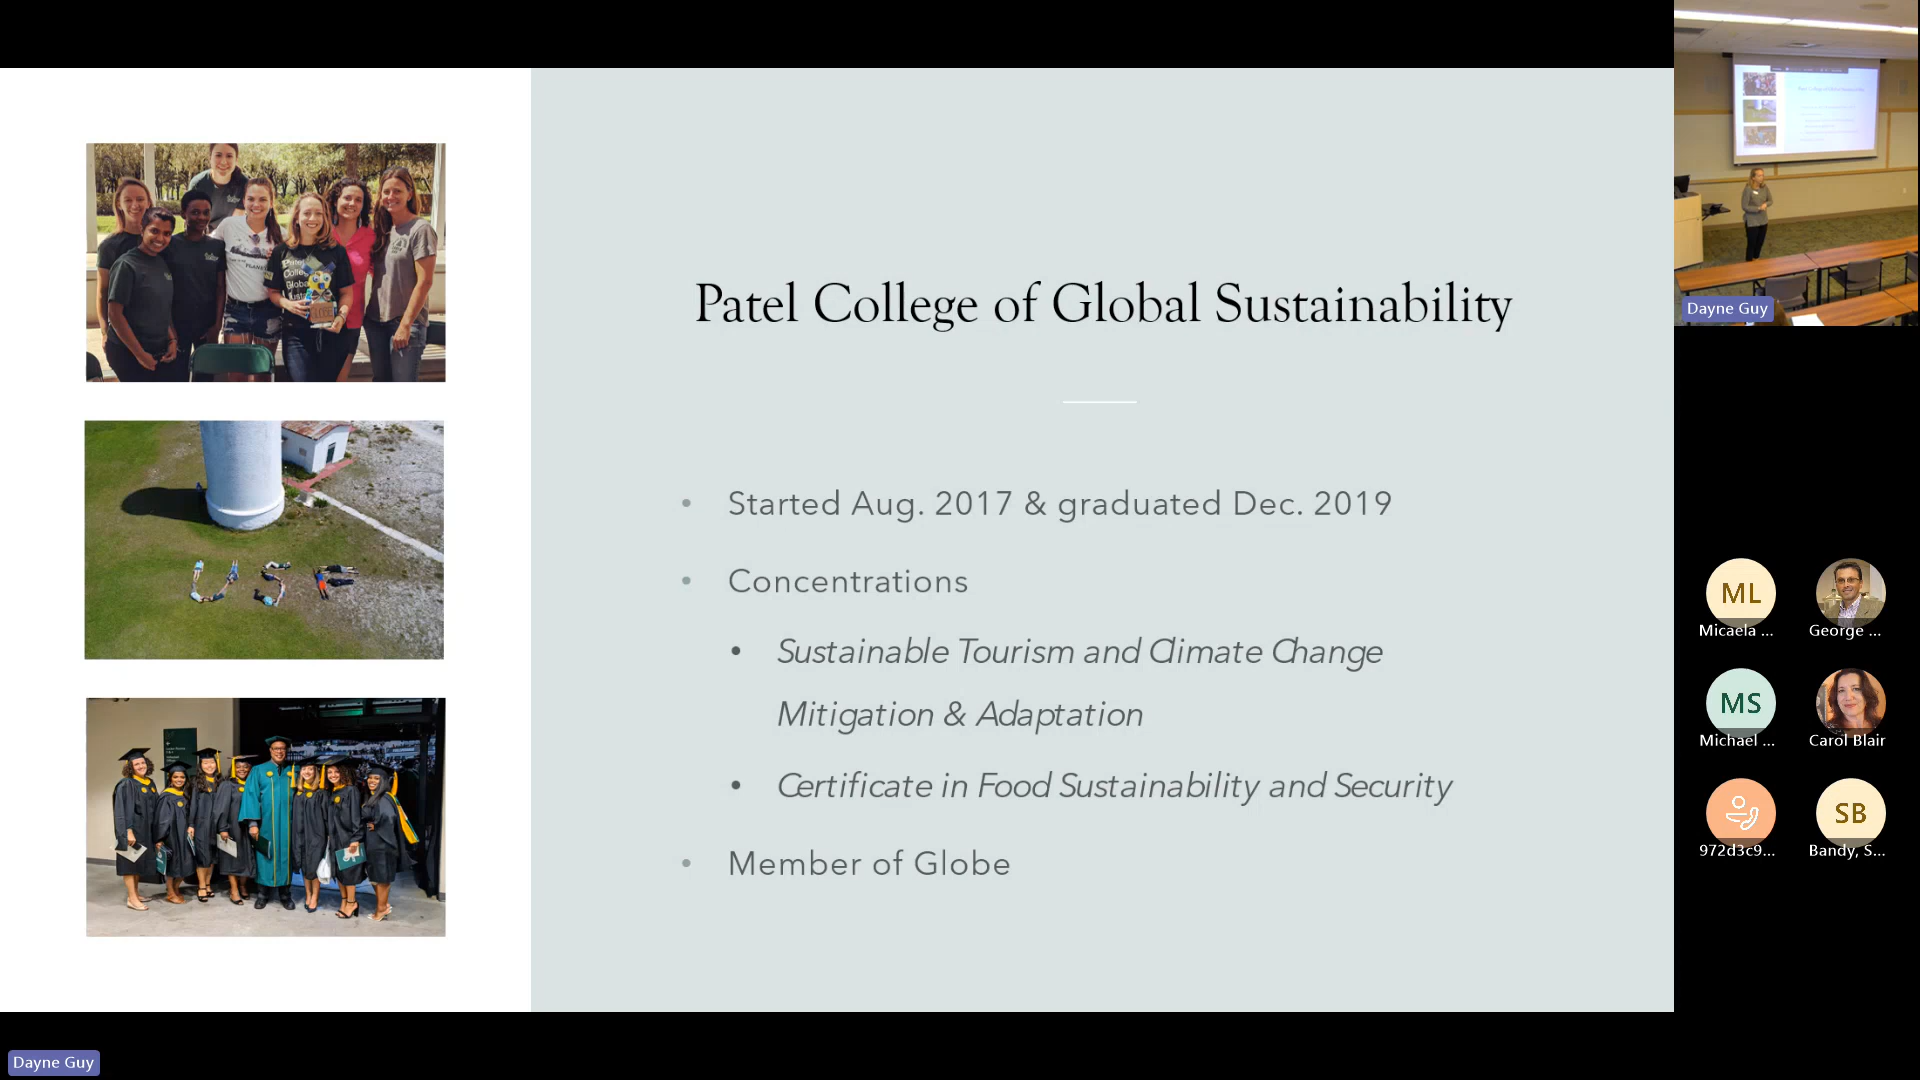 Patel College of Global Sustainability
• Started Aug. 2017 & graduated Dec. 2019
• Concentrations
• Sustainable Tourism and Climate Change
Mitigation & Adaptation
• Certificate in Food Sustainability and Security
• Member of Globe
USF
Dayne Guy
ML
Micaela ...
George ...
MS
Michael ...
Carol Blair
972d3c9...
SB
Bandy, S...
Dayne Guy